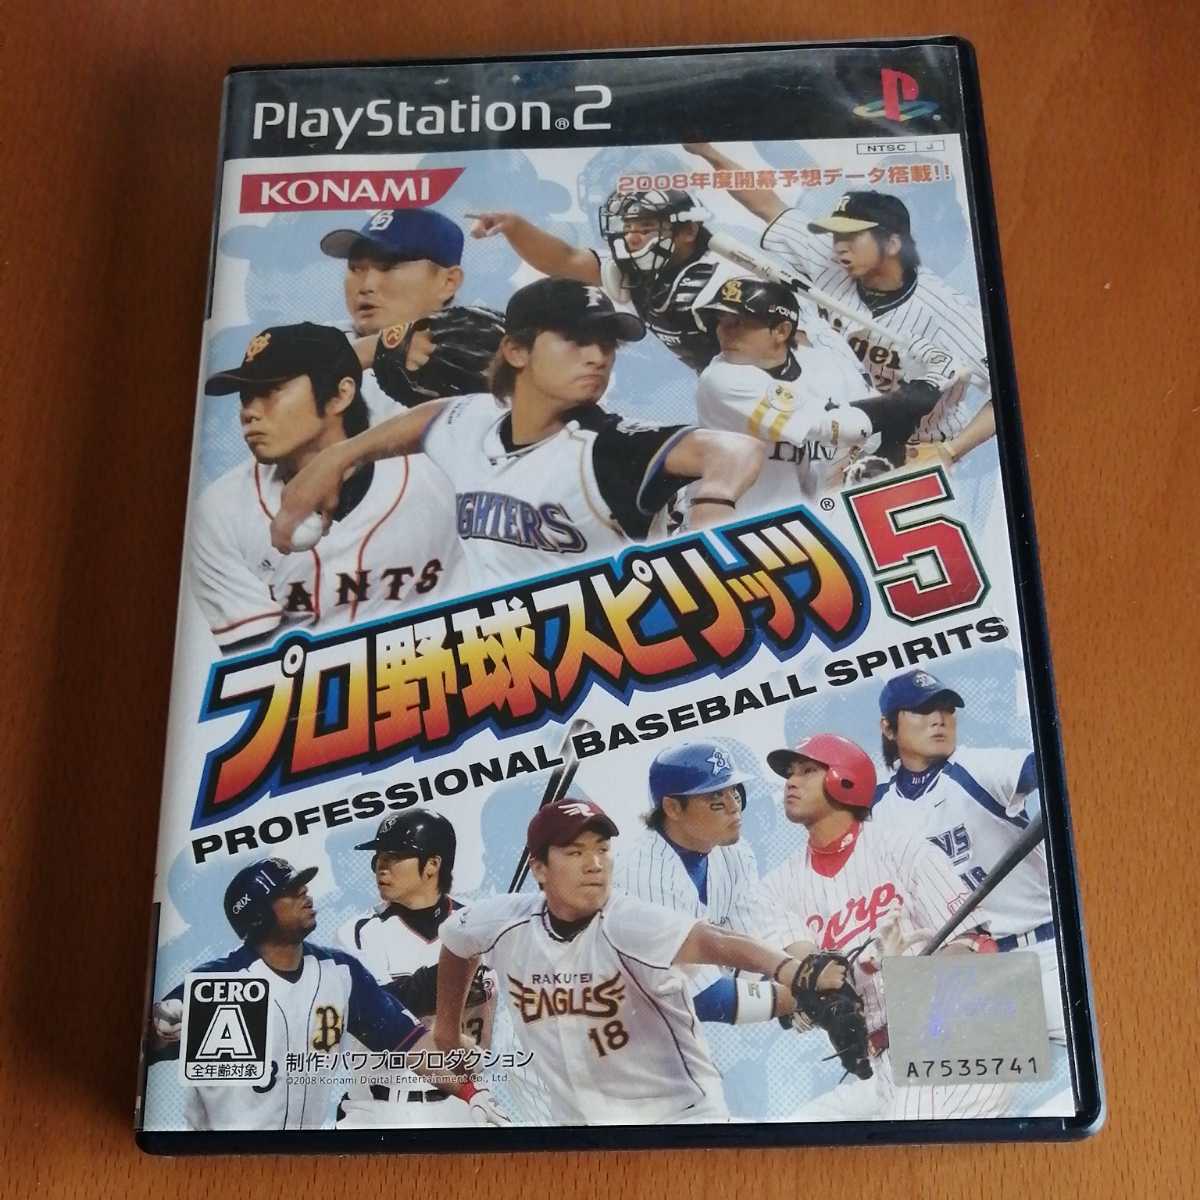 PlayStation®2
NTSC J
KONAMI
2008年度開幕予想データ搭載!!
GIANTS
FIGHTERS
プロ野球スピリッツ®5
PROFESSIONAL BASEBALL SPIRITS
ORIX
Carp
18
RAKUTEN
EAGLES
18
CERO
A
全年齢対象
制作:パワプロプロダクション
©2008 Konami Digital Entertainment Co., Ltd.
A7535741